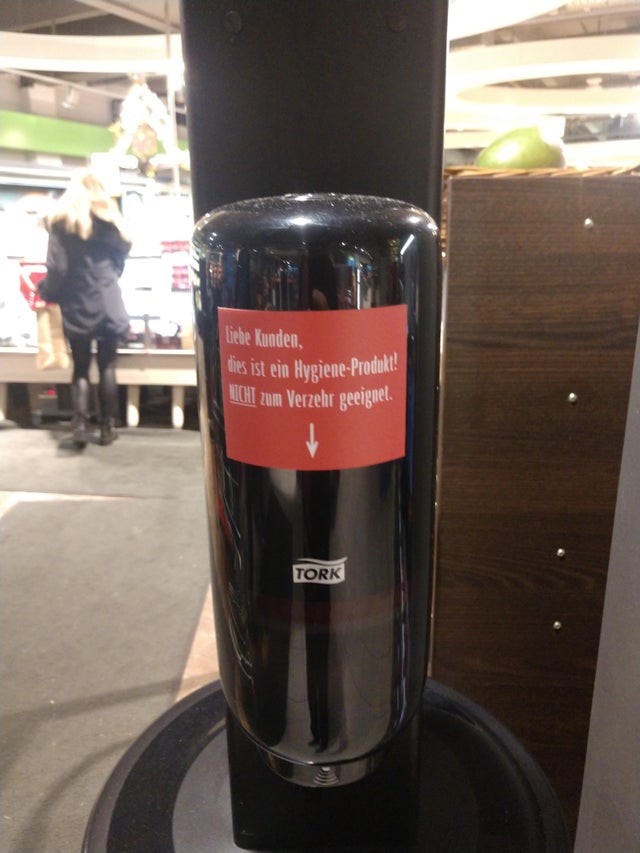 Liebe Kunden,
dies ist ein Hygiene-Produkt!
NICHT zum Verzehr geeignet.
TORK